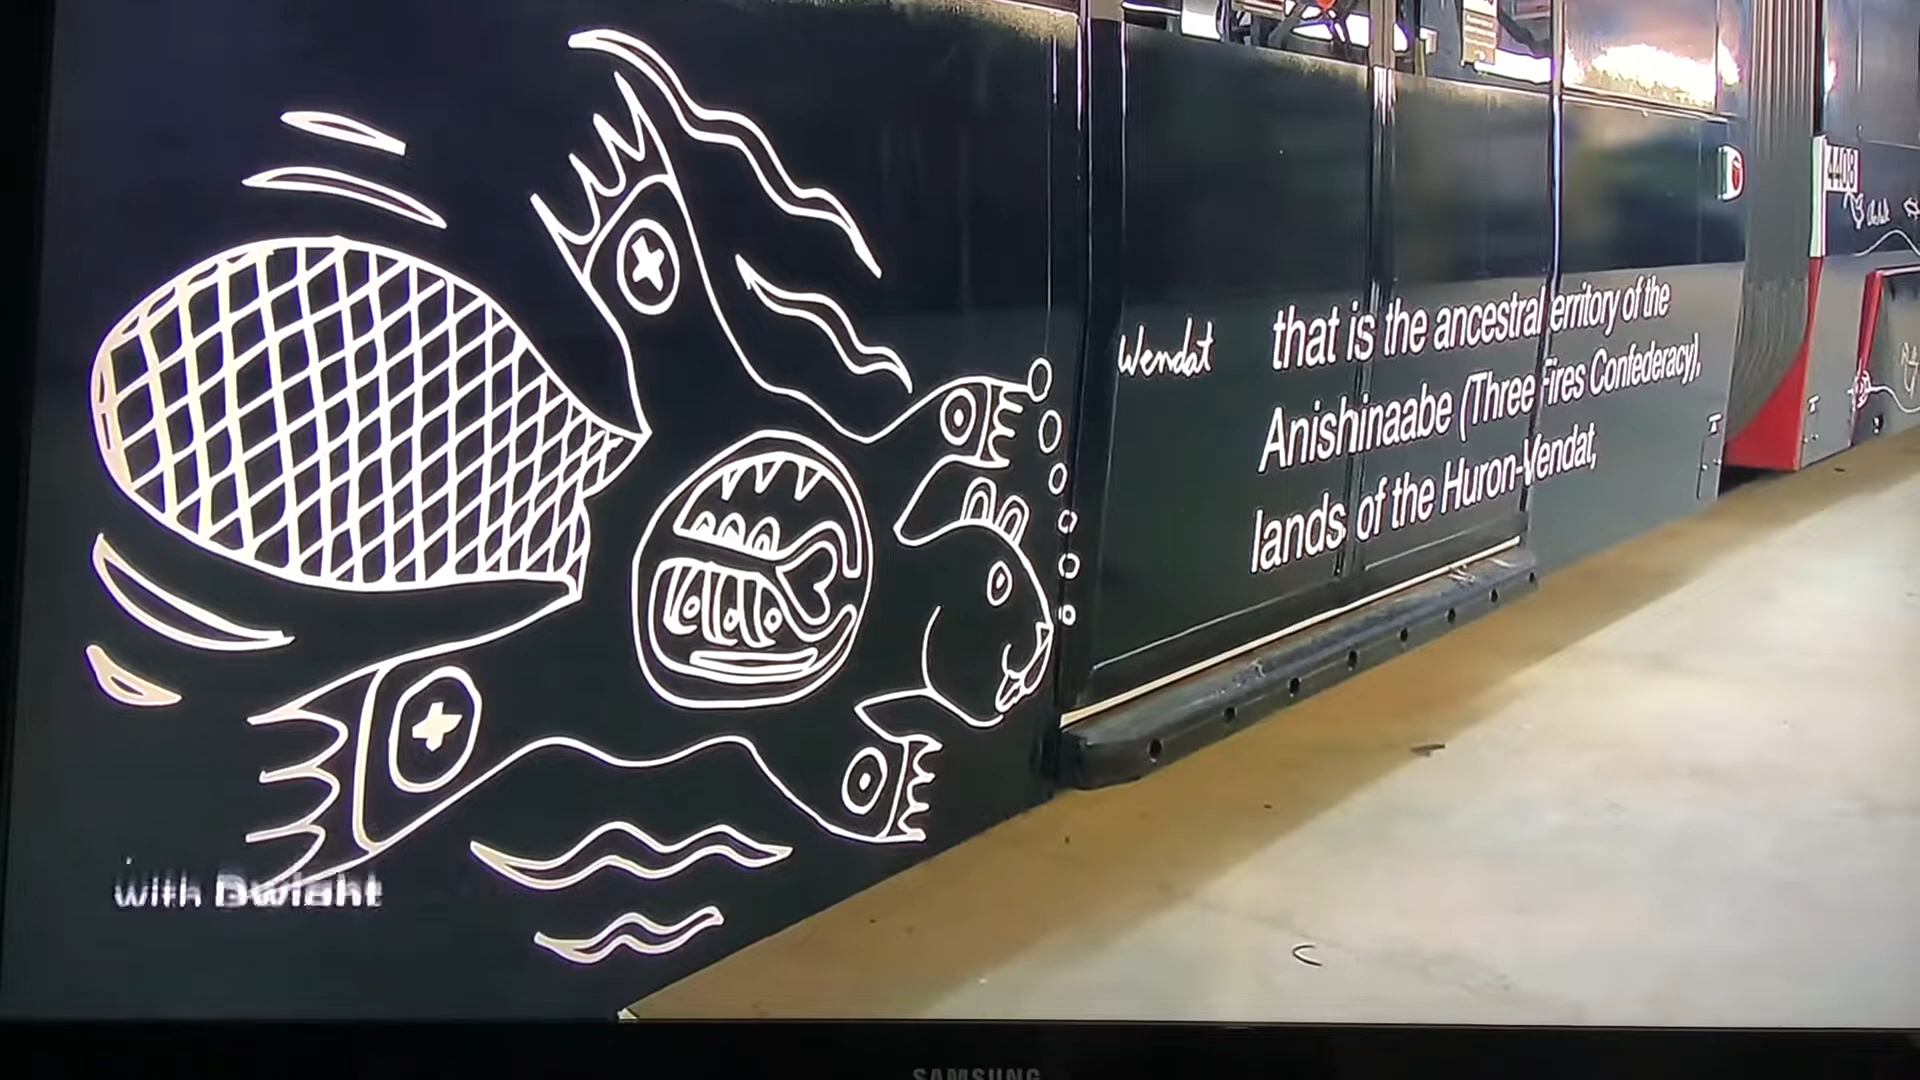 Wendat
that is the ancestral erritory of the
Anishinaabe (Three Fires Confederacy),
lands of the Huron-Wendat,
4408
with Dwight
SAMSUNG